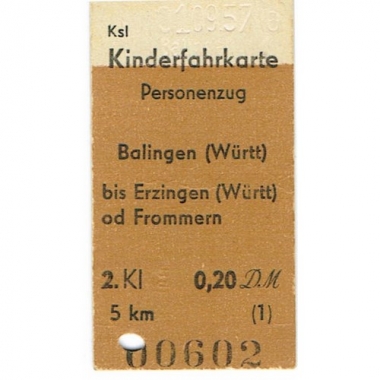 Ksl
Kinderfahrkarte
Personenzug
Balingen (Württ)
bis Erzingen (Württ)
od Frommern
2. Kl 0,20 DM
5 km (1)
00602